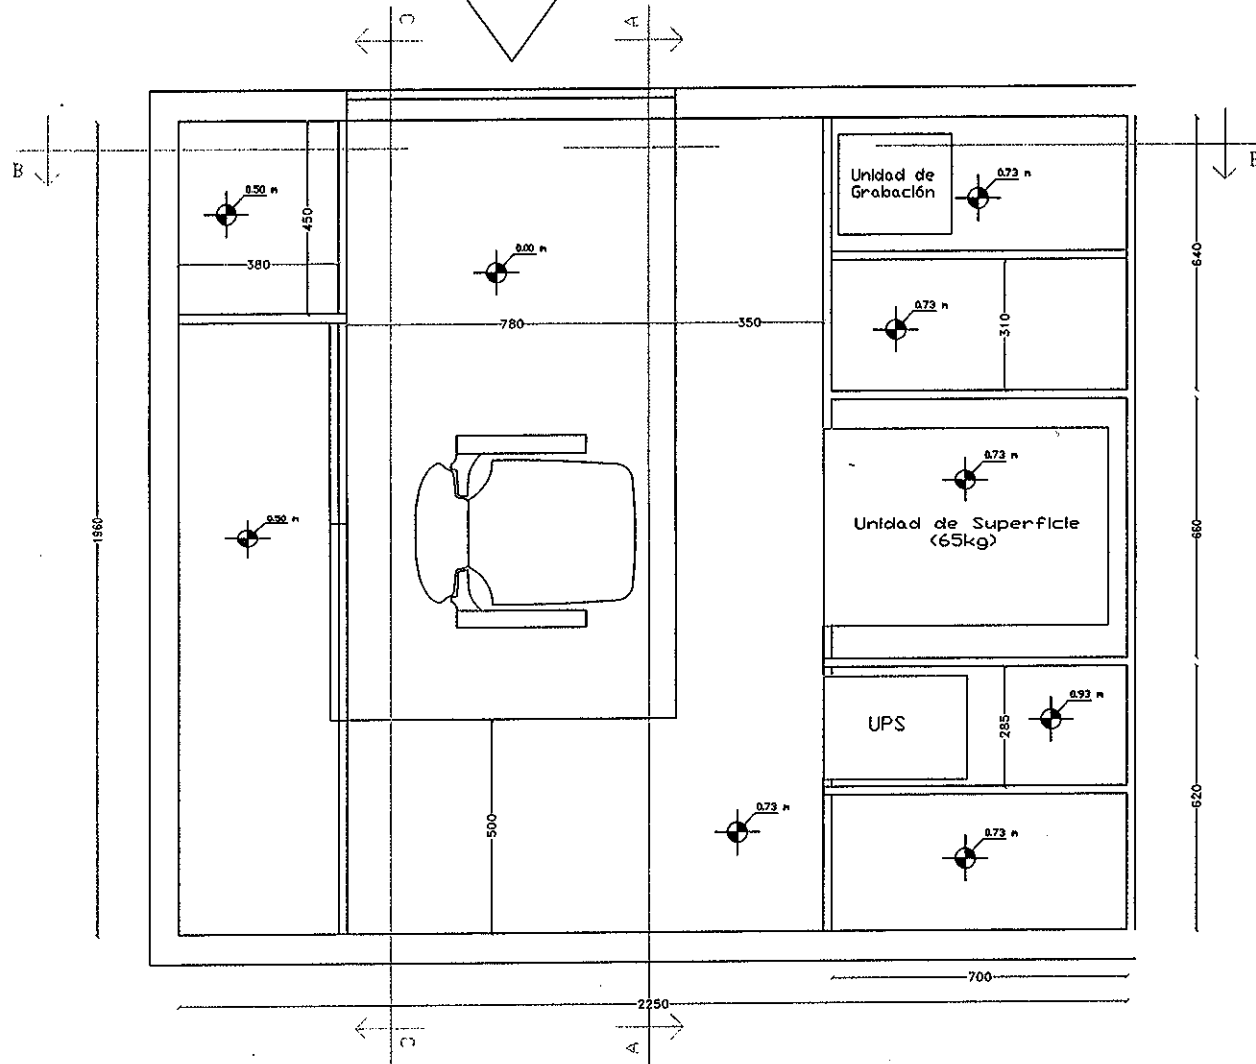 C
A
B
B
0.50 m
450
380
0.00 m
Unidad de
Grabación
0.73 m
640
780
350
0.73 m
310
1960
0.50 m
0.73 m
Unidad de Superficie
(65kg)
660
UPS
285
0.93 m
500
0.73 m
0.73 m
620
700
2250
C
A